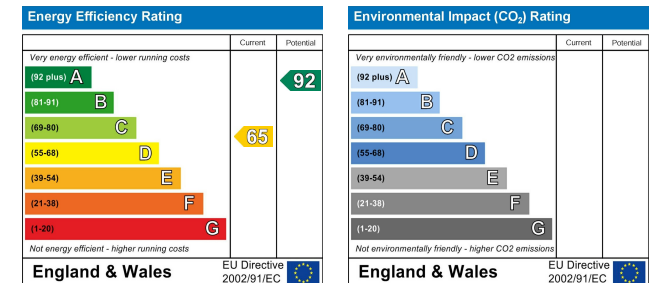 Energy Efficiency Rating
Current Potential
Very energy efficient - lower running costs
(92 plus) A
92
(81-91) B
(69-80) C
65
(55-68) D
(39-54) E
(21-38) F
(1-20) G
Not energy efficient - higher running costs
England & Wales
EU Directive
2002/91/EC
Environmental Impact (CO₂) Rating
Current Potential
Very environmentally friendly - lower CO2 emissions
(92 plus) A
(81-91) B
(69-80) C
(55-68) D
(39-54) E
(21-38) F
(1-20) G
Not environmentally friendly - higher CO2 emissions
England & Wales
EU Directive
2002/91/EC